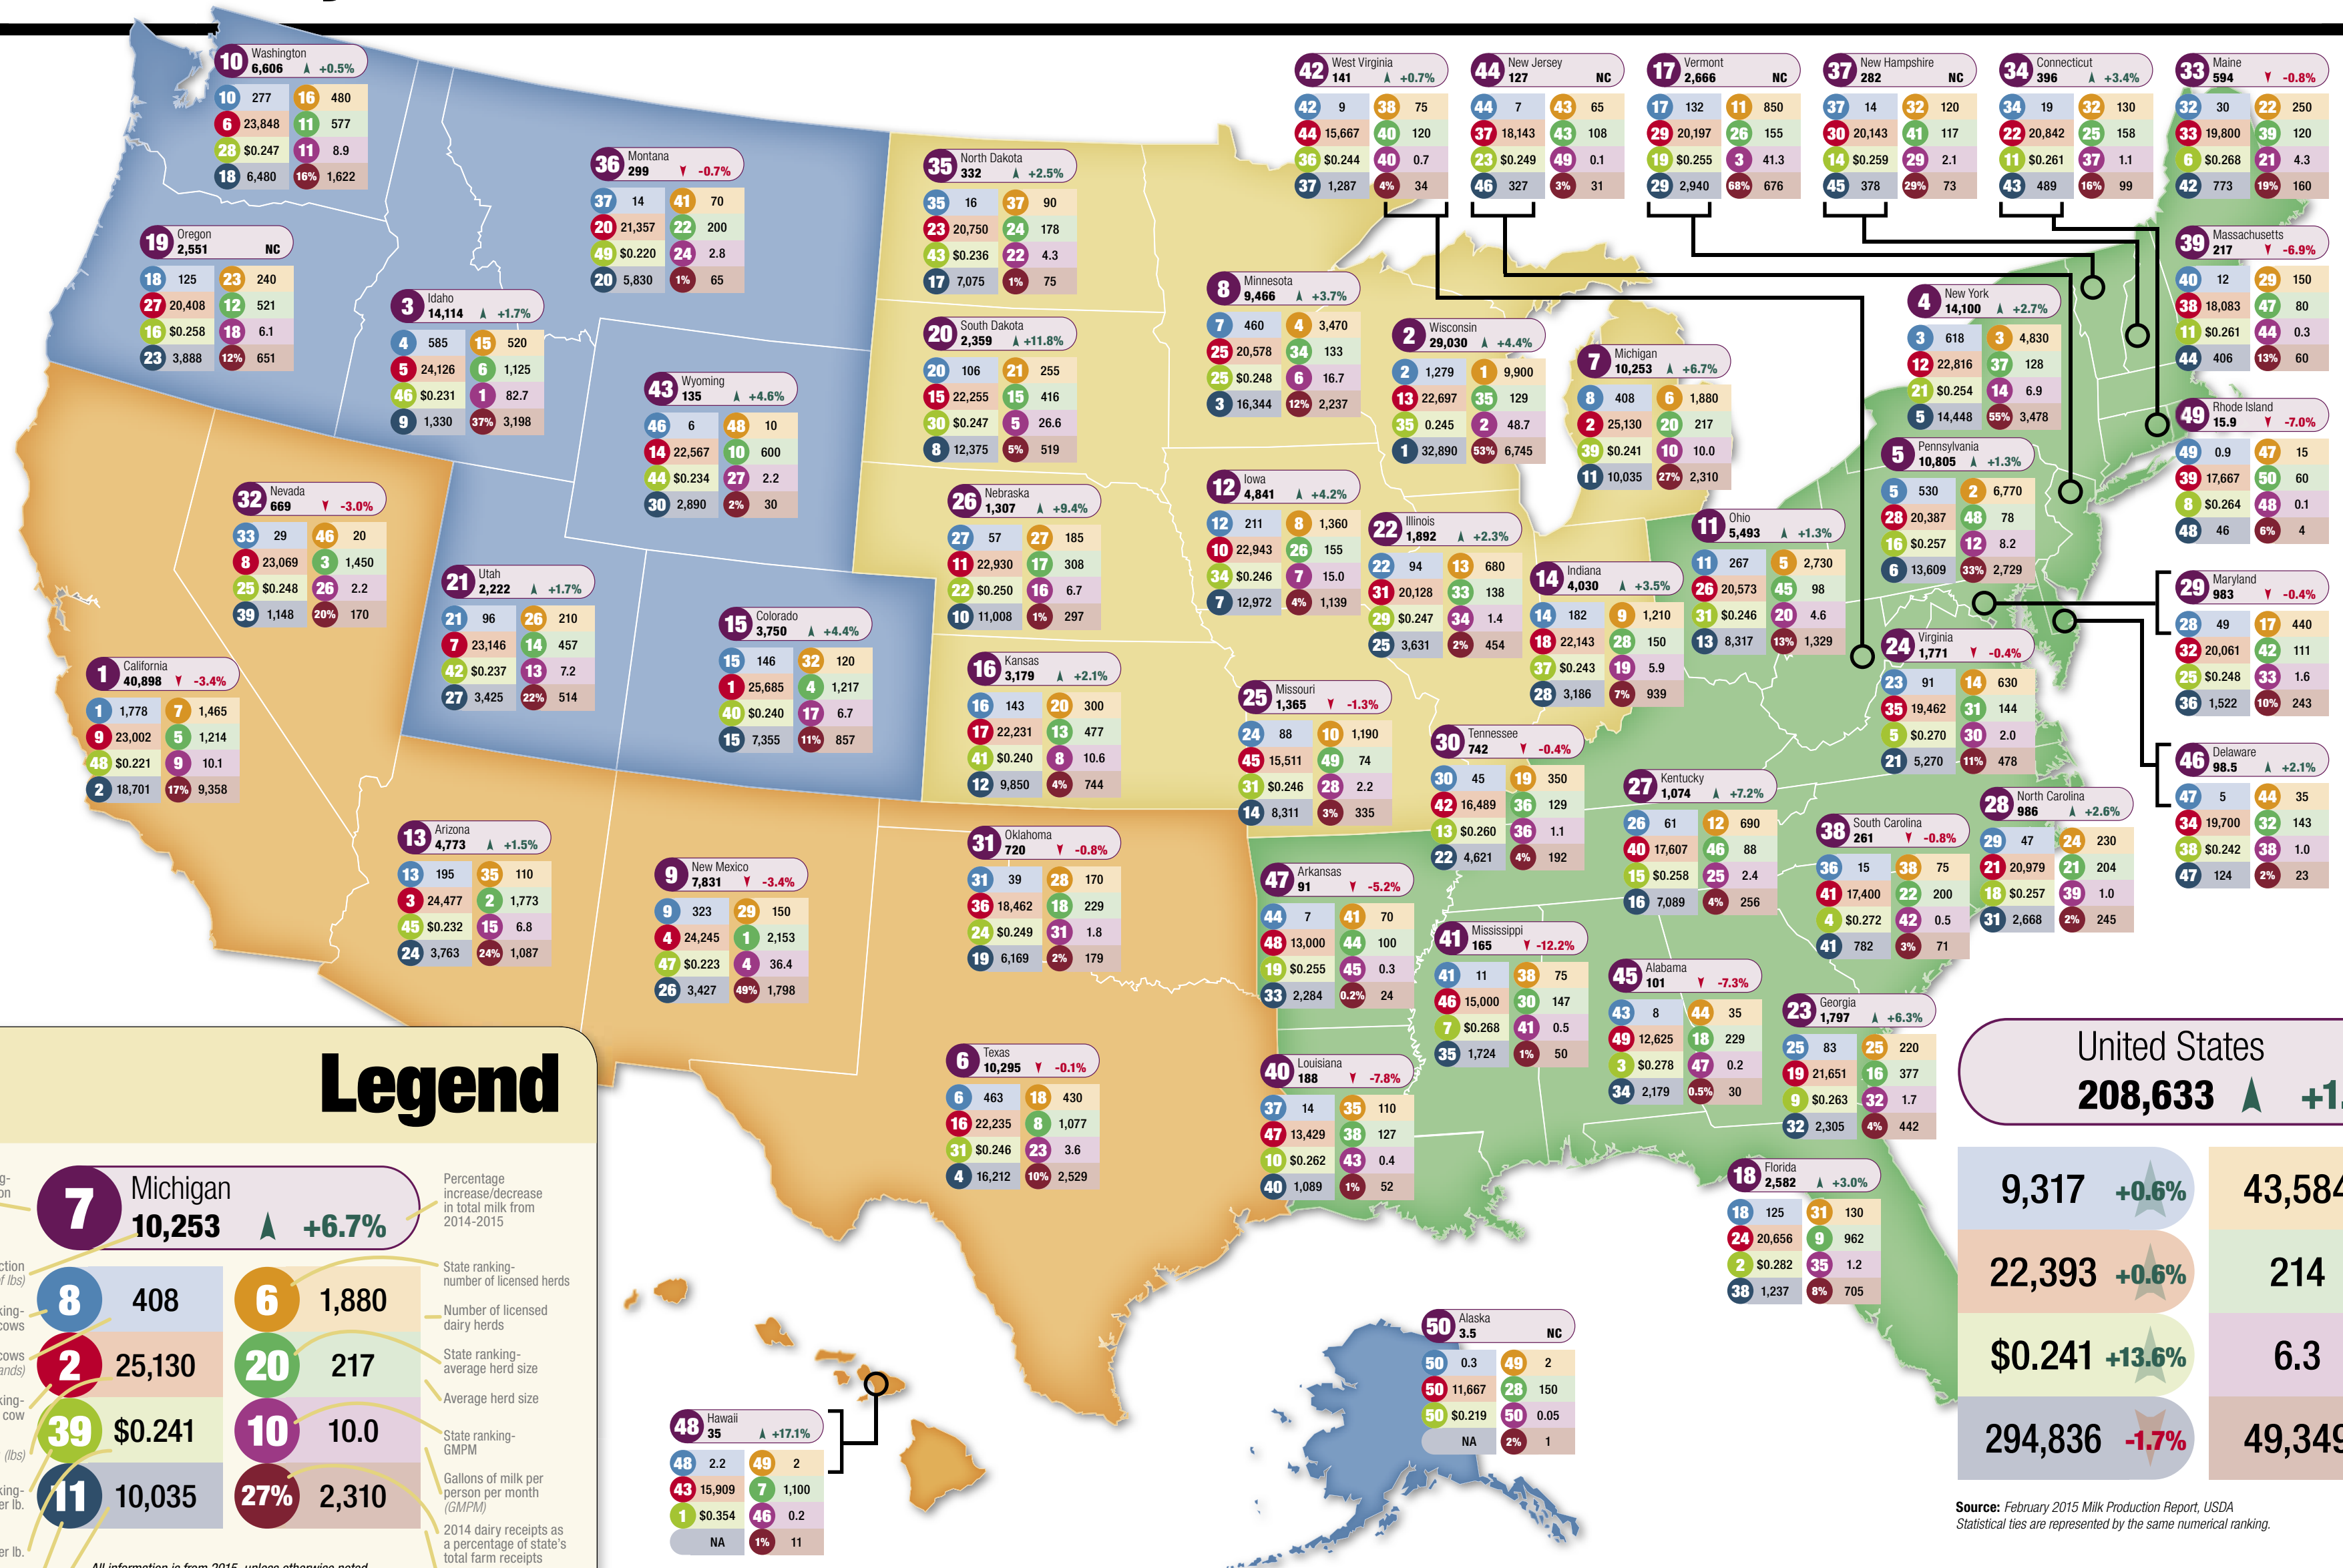 10 Washington
6,606 +0.5%
10 277 16 480
6 23,848 11 577
28 $0.247 11 8.9
18 6,480 16% 1,622
19 Oregon
2,551 NC
18 125 23 240
27 20,408 12 521
16 $0.258 18 6.1
23 3,888 12% 651
3 Idaho
14,114 +1.7%
4 585 15 520
5 24,126 6 1,125
46 $0.231 1 82.7
9 1,330 37% 3,198
36 Montana
299 -0.7%
37 14 41 70
20 21,357 22 200
49 $0.220 24 2.8
20 5,830 1% 65
43 Wyoming
135 +4.6%
46 6 48 10
14 22,567 10 600
44 $0.234 27 2.2
30 2,890 2% 30
32 Nevada
669 -3.0%
33 29 46 20
8 23,069 3 1,450
25 $0.248 26 2.2
39 1,148 20% 170
21 Utah
2,222 +1.7%
21 96 26 210
7 23,146 14 457
42 $0.237 13 7.2
27 3,425 22% 514
15 Colorado
3,750 +4.4%
15 146 32 120
1 25,685 4 1,217
40 $0.240 17 6.7
15 7,355 11% 857
1 California
40,898 -3.4%
1 1,778 7 1,465
9 23,002 5 1,214
48 $0.221 9 10.1
2 18,701 17% 9,358
13 Arizona
4,773 +1.5%
13 195 35 110
3 24,477 2 1,773
45 $0.232 15 6.8
24 3,763 24% 1,087
9 New Mexico
7,831 -3.4%
9 323 29 150
4 24,245 1 2,153
47 $0.223 4 36.4
26 3,427 49% 1,798
35 North Dakota
332 +2.5%
35 16 37 90
23 20,750 24 178
43 $0.236 22 4.3
17 7,075 1% 75
20 South Dakota
2,359 +11.8%
20 106 21 255
15 22,255 15 416
30 $0.247 5 26.6
8 12,375 5% 519
26 Nebraska
1,307 +9.4%
27 57 27 185
11 22,930 17 308
22 $0.250 16 6.7
10 11,008 1% 297
16 Kansas
3,179 +2.1%
16 143 20 300
17 22,231 13 477
41 $0.240 8 10.6
12 9,850 4% 744
31 Oklahoma
720 -0.8%
31 39 28 170
36 18,462 18 229
24 $0.249 31 1.8
19 6,169 2% 179
6 Texas
10,295 -0.1%
6 463 18 430
16 22,235 8 1,077
31 $0.246 23 3.6
4 16,212 10% 2,529
8 Minnesota
9,466 +3.7%
7 460 4 3,470
25 20,578 34 133
25 $0.248 6 16.7
3 16,344 12% 2,237
2 Wisconsin
29,030 +4.4%
2 1,279 1 9,900
13 22,697 35 129
35 0.245 2 48.7
1 32,890 53% 6,745
7 Michigan
10,253 +6.7%
8 408 6 1,880
2 25,130 20 217
39 $0.241 10 10.0
11 10,035 27% 2,310
12 Iowa
4,841 +4.2%
12 211 8 1,360
10 22,943 26 155
34 $0.246 7 15.0
7 12,972 4% 1,139
22 Illinois
1,892 +2.3%
22 94 13 680
31 20,128 33 138
29 $0.247 34 1.4
25 3,631 2% 454
14 Indiana
4,030 +3.5%
14 182 9 1,210
18 22,143 28 150
37 $0.243 19 5.9
28 3,186 7% 939
11 Ohio
5,493 +1.3%
11 267 5 2,730
26 20,573 45 98
31 $0.246 20 4.6
13 8,317 13% 1,329
25 Missouri
1,365 -1.3%
24 88 10 1,190
45 15,511 49 74
31 $0.246 28 2.2
14 8,311 3% 335
30 Tennessee
742 -0.4%
30 45 19 350
42 16,489 36 129
13 $0.260 36 1.1
22 4,621 4% 192
27 Kentucky
1,074 +7.2%
26 61 12 690
40 17,607 46 88
15 $0.258 25 2.4
16 7,089 4% 256
47 Arkansas
91 -5.2%
44 7 41 70
48 13,000 44 100
19 $0.255 45 0.3
33 2,284 0.2% 24
41 Mississippi
165 -12.2%
41 11 38 75
46 15,000 30 147
7 $0.268 41 0.5
35 1,724 1% 50
45 Alabama
101 -7.3%
43 8 44 35
49 12,625 18 229
3 $0.278 47 0.2
34 2,179 0.5% 30
40 Louisiana
188 -7.8%
37 14 35 110
47 13,429 38 127
10 $0.262 43 0.4
40 1,089 1% 52
23 Georgia
1,797 +6.3%
25 83 25 220
19 21,651 16 377
9 $0.263 32 1.7
32 2,305 4% 442
18 Florida
2,582 +3.0%
18 125 31 130
24 20,656 9 962
2 $0.282 35 1.2
38 1,237 8% 705
38 South Carolina
261 -0.8%
36 15 38 75
41 17,400 22 200
4 $0.272 42 0.5
41 782 3% 71
28 North Carolina
986 +2.6%
29 47 24 230
21 20,979 21 204
18 $0.257 39 1.0
31 2,668 2% 245
24 Virginia
1,771 -0.4%
23 91 14 630
35 19,462 31 144
5 $0.270 30 2.0
21 5,270 11% 478
5 Pennsylvania
10,805 +1.3%
5 530 2 6,770
28 20,387 48 78
16 $0.257 12 8.2
6 13,609 33% 2,729
4 New York
14,100 +2.7%
3 618 3 4,830
12 22,816 37 128
21 $0.254 14 6.9
5 14,448 55% 3,478
42 West Virginia
141 +0.7%
42 9 38 75
44 15,667 40 120
36 $0.244 40 0.7
37 1,287 4% 34
44 New Jersey
127 NC
44 7 43 65
37 18,143 43 108
23 $0.249 49 0.1
46 327 3% 31
17 Vermont
2,666 NC
17 132 11 850
29 20,197 26 155
19 $0.255 3 41.3
29 2,940 68% 676
37 New Hampshire
282 NC
37 14 32 120
30 20,143 41 117
14 $0.259 29 2.1
45 378 29% 73
34 Connecticut
396 +3.4%
34 19 32 130
22 20,842 25 158
11 $0.261 37 1.1
43 489 16% 99
33 Maine
594 -0.8%
32 30 22 250
33 19,800 39 120
6 $0.268 21 4.3
42 773 19% 160
39 Massachusetts
217 -6.9%
40 12 29 150
38 18,083 47 80
11 $0.261 44 0.3
44 406 13% 60
49 Rhode Island
15.9 -7.0%
49 0.9 47 15
39 17,667 50 60
8 $0.264 48 0.1
48 46 6% 4
29 Maryland
983 -0.4%
28 49 17 440
32 20,061 42 111
25 $0.248 33 1.6
36 1,522 10% 243
46 Delaware
98.5 +2.1%
47 5 44 35
34 19,700 32 143
38 $0.242 38 1.0
47 124 2% 23
50 Alaska
3.5 NC
50 0.3 49 2
50 11,667 28 150
50 $0.219 50 0.05
NA 2% 1
48 Hawaii
35 +17.1%
48 2.2 49 2
43 15,909 7 1,100
1 $0.354 46 0.2
NA 1% 11
Legend
7 Michigan
10,253 +6.7%
8 408 6 1,880
2 25,130 20 217
39 $0.241 10 10.0
11 10,035 27% 2,310
Percentage
increase/decrease
in total milk from
2014-2015
State ranking-
number of licensed herds
Number of licensed
dairy herds
State ranking-
average herd size
Average herd size
State ranking-
GMPM
Gallons of milk per
person per month
(GMPM)
2014 dairy receipts as
a percentage of state's
total farm receipts
cows
cow
(lbs)
er lb.
All information is from 2015, unless otherwise noted
United States
208,633 +1.
9,317 +0.6% 43,584
22,393 +0.6% 214
$0.241 +13.6% 6.3
294,836 -1.7% 49,349
Source: February 2015 Milk Production Report, USDA
Statistical ties are represented by the same numerical ranking.